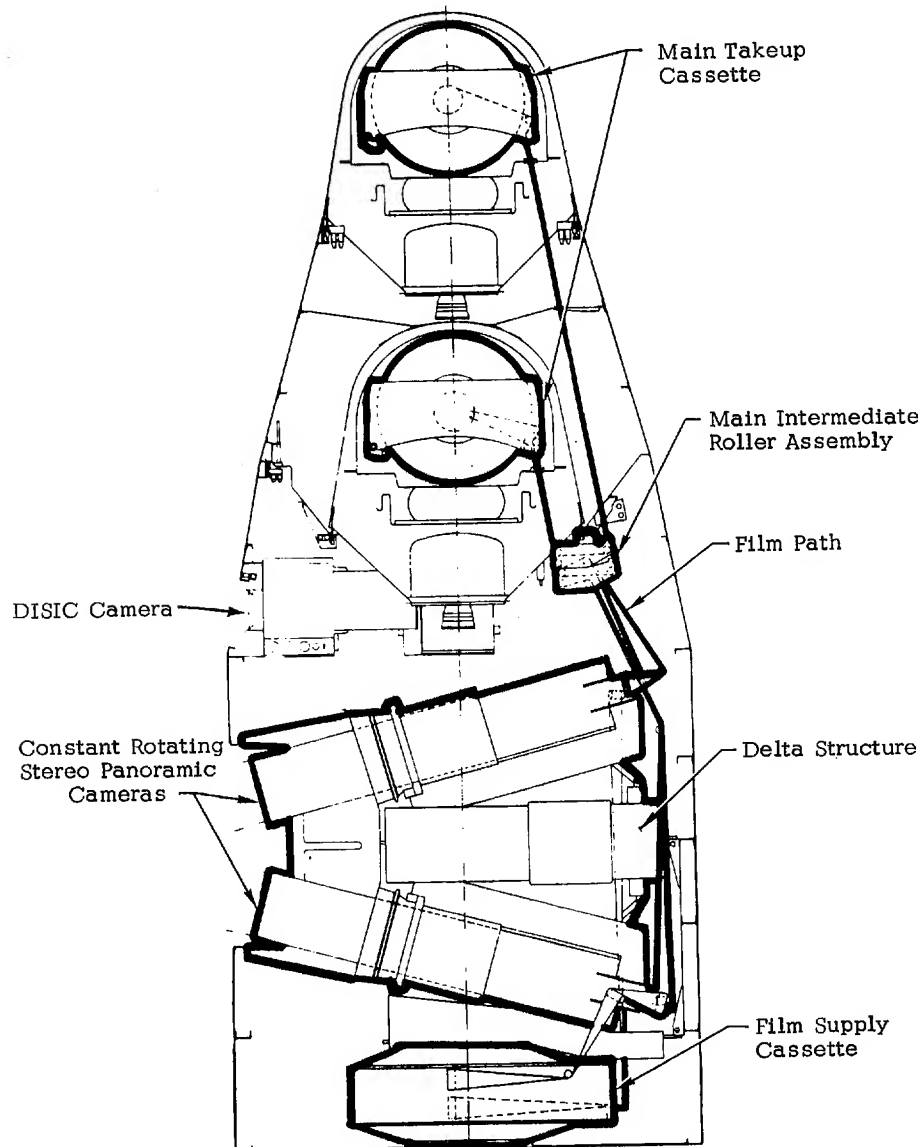 Main Takeup
Cassette
Main Intermediate
Roller Assembly
Film Path
DISIC Camera
Constant Rotating
Stereo Panoramic
Cameras
Delta Structure
Film Supply
Cassette